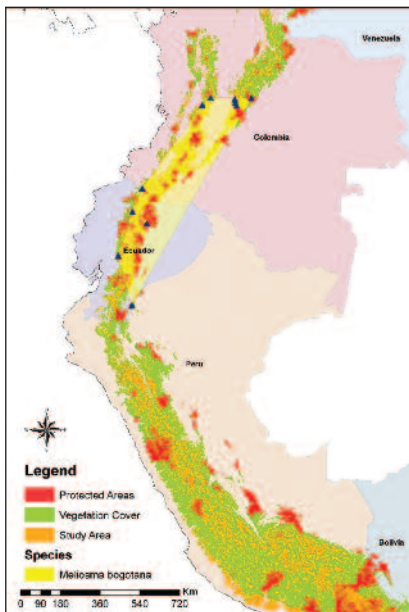 Venezuela
Colombia
Ecuador
Peru
Bolivia
Legend
Protected Areas
Vegetation Cover
Study Area
Species
Meliosma bogotana
Km
0 90 180 360 540 720